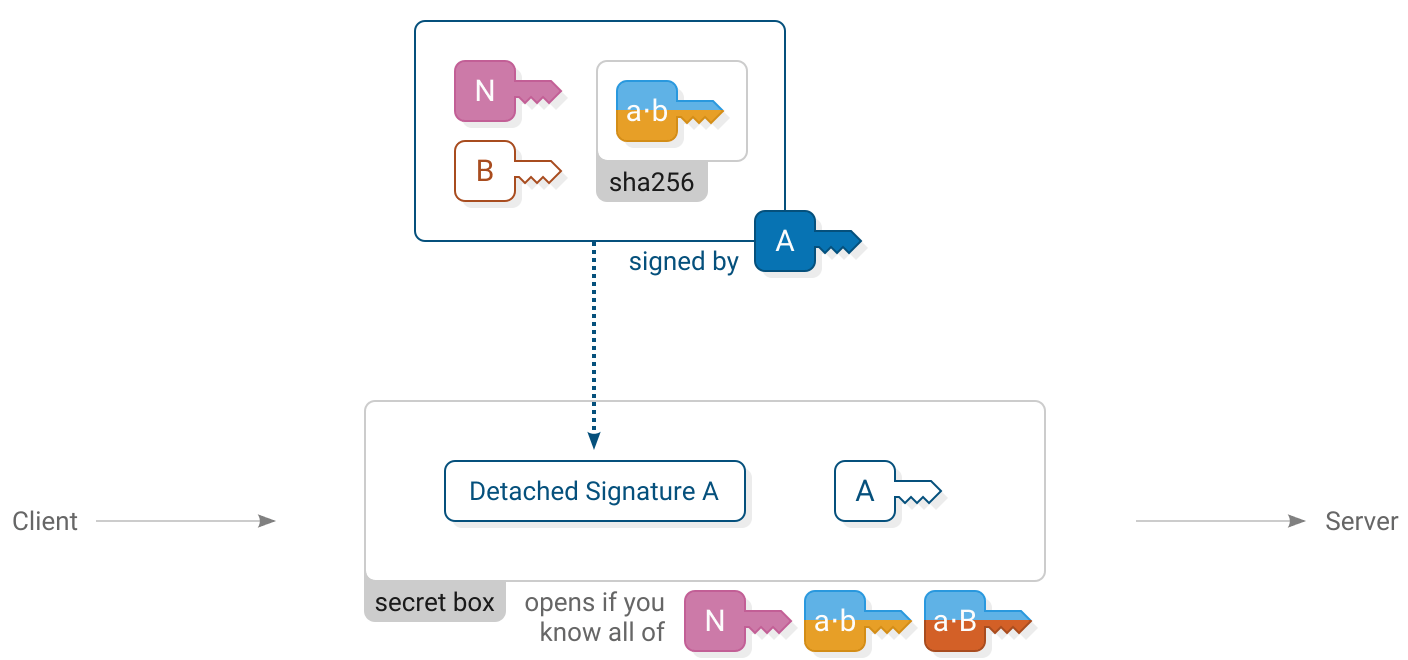 N
a·b
B
sha256
A
signed by
Detached Signature A
A
Client
Server
secret box
opens if you
know all of
N
a·b
a·B